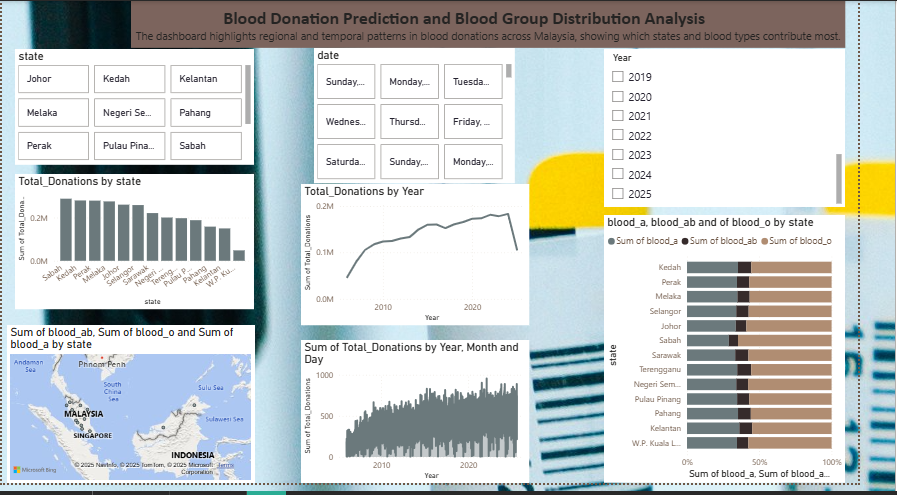 Blood Donation Prediction and Blood Group Distribution Analysis
The dashboard highlights regional and temporal patterns in blood donations across Malaysia, showing which states and blood types contribute most.
state
Johor
Kedah
Kelantan
Melaka
Negeri Se...
Pahang
Perak
Pulau Pina...
Sabah
date
Sunday,...
Monday,...
Tuesda...
Wednes...
Thursd...
Friday, ...
Saturda...
Sunday,...
Monday,...
Year
2019
2020
2021
2022
2023
2024
2025
Total_Donations by state
Sum of Total_Dona...
0.2M
0.0M
Sabah
Kedah
Perak
Melaka
Johor
Selangor
Sarawak
Negeri ...
Tereng...
Pulau P...
Pahang
Kelantan
W.P. Ku...
state
Total_Donations by Year
Sum of Total_Donations
0.2M
0.1M
0.0M
2010
2020
Year
blood_a, blood_ab and of blood_o by state
Sum of blood_a
Sum of blood_ab
Sum of blood_o
state
Kedah
Perak
Melaka
Selangor
Johor
Sabah
Sarawak
Terengganu
Negeri Sem...
Pulau Pinang
Pahang
Kelantan
W.P. Kuala L...
0%
50%
100%
Sum of blood_a, Sum of blood_a...
Sum of blood_ab, Sum of blood_o and Sum of
blood_a by state
Andaman
Sea
Phnom Penh
South
China
Sea
Sulu Sea
MALAYSIA
SINGAPORE
Sulawesi Sea
INDONESIA
Microsoft Bing
© 2025 NavInfo, © 2025 TomTom, © 2025 Microsoft
Corporation
Terms
Sum of Total_Donations by Year, Month and
Day
Sum of Total_Donations
1000
500
0
2010
2020
Year